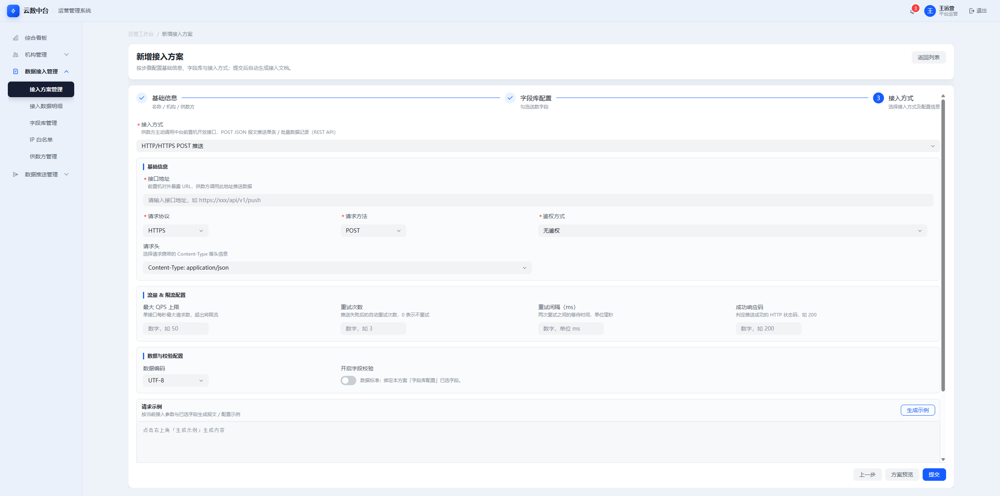 云数中台 运营管理系统 3 王 王运营 平台运营 退出
综合看板
机构管理
数据接入管理
接入方案管理
接入数据明细
字段库管理
IP 白名单
供数方管理
数据推送管理
运营工作台 / 新增接入方案
新增接入方案
返回列表
按步骤配置基础信息、字段库与接入方式；提交后自动生成接入文档。
基础信息
名称 / 机构 / 供数方
字段库配置
勾选送数字段
3 接入方式
选择接入方式及配置信息
* 接入方式
供数方主动调用中台前置机开放接口，POST JSON 报文推送单条 / 批量数据记录（REST API）
HTTP/HTTPS POST 推送
基础信息
* 接口地址
前置机对外暴露 URL，供数方调用此地址推送数据
请输入接口地址，如 https://xxx/api/v1/push
* 请求协议 * 请求方法 * 鉴权方式
HTTPS POST 无鉴权
请求头
选择请求携带的 Content-Type 等头信息
Content-Type: application/json
流量 & 限流配置
最大 QPS 上限 重试次数 重试间隔（ms） 成功响应码
单接口每秒最大请求数，超出将限流 推送失败后的自动重试次数，0 表示不重试 两次重试之间的等待时间，单位毫秒 判定推送成功的 HTTP 状态码，如 200
数字，如 50 数字，如 3 数字，单位 ms 数字，如 200
数据与校验配置
数据编码 开启字段校验
UTF-8 数据标准：绑定本方案「字段库配置」已选字段。
请求示例
按当前接入参数与已选字段生成报文 / 配置示例
生成示例
点击右上角「生成示例」生成内容
上一步 方案预览 提交